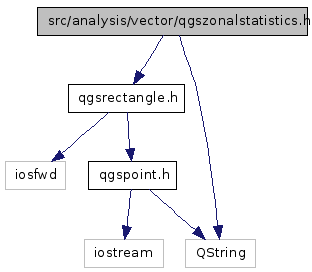 src/analysis/vector/qgszonalstatistics.h
qgsrectangle.h
iosfwd
qgspoint.h
iostream
QString